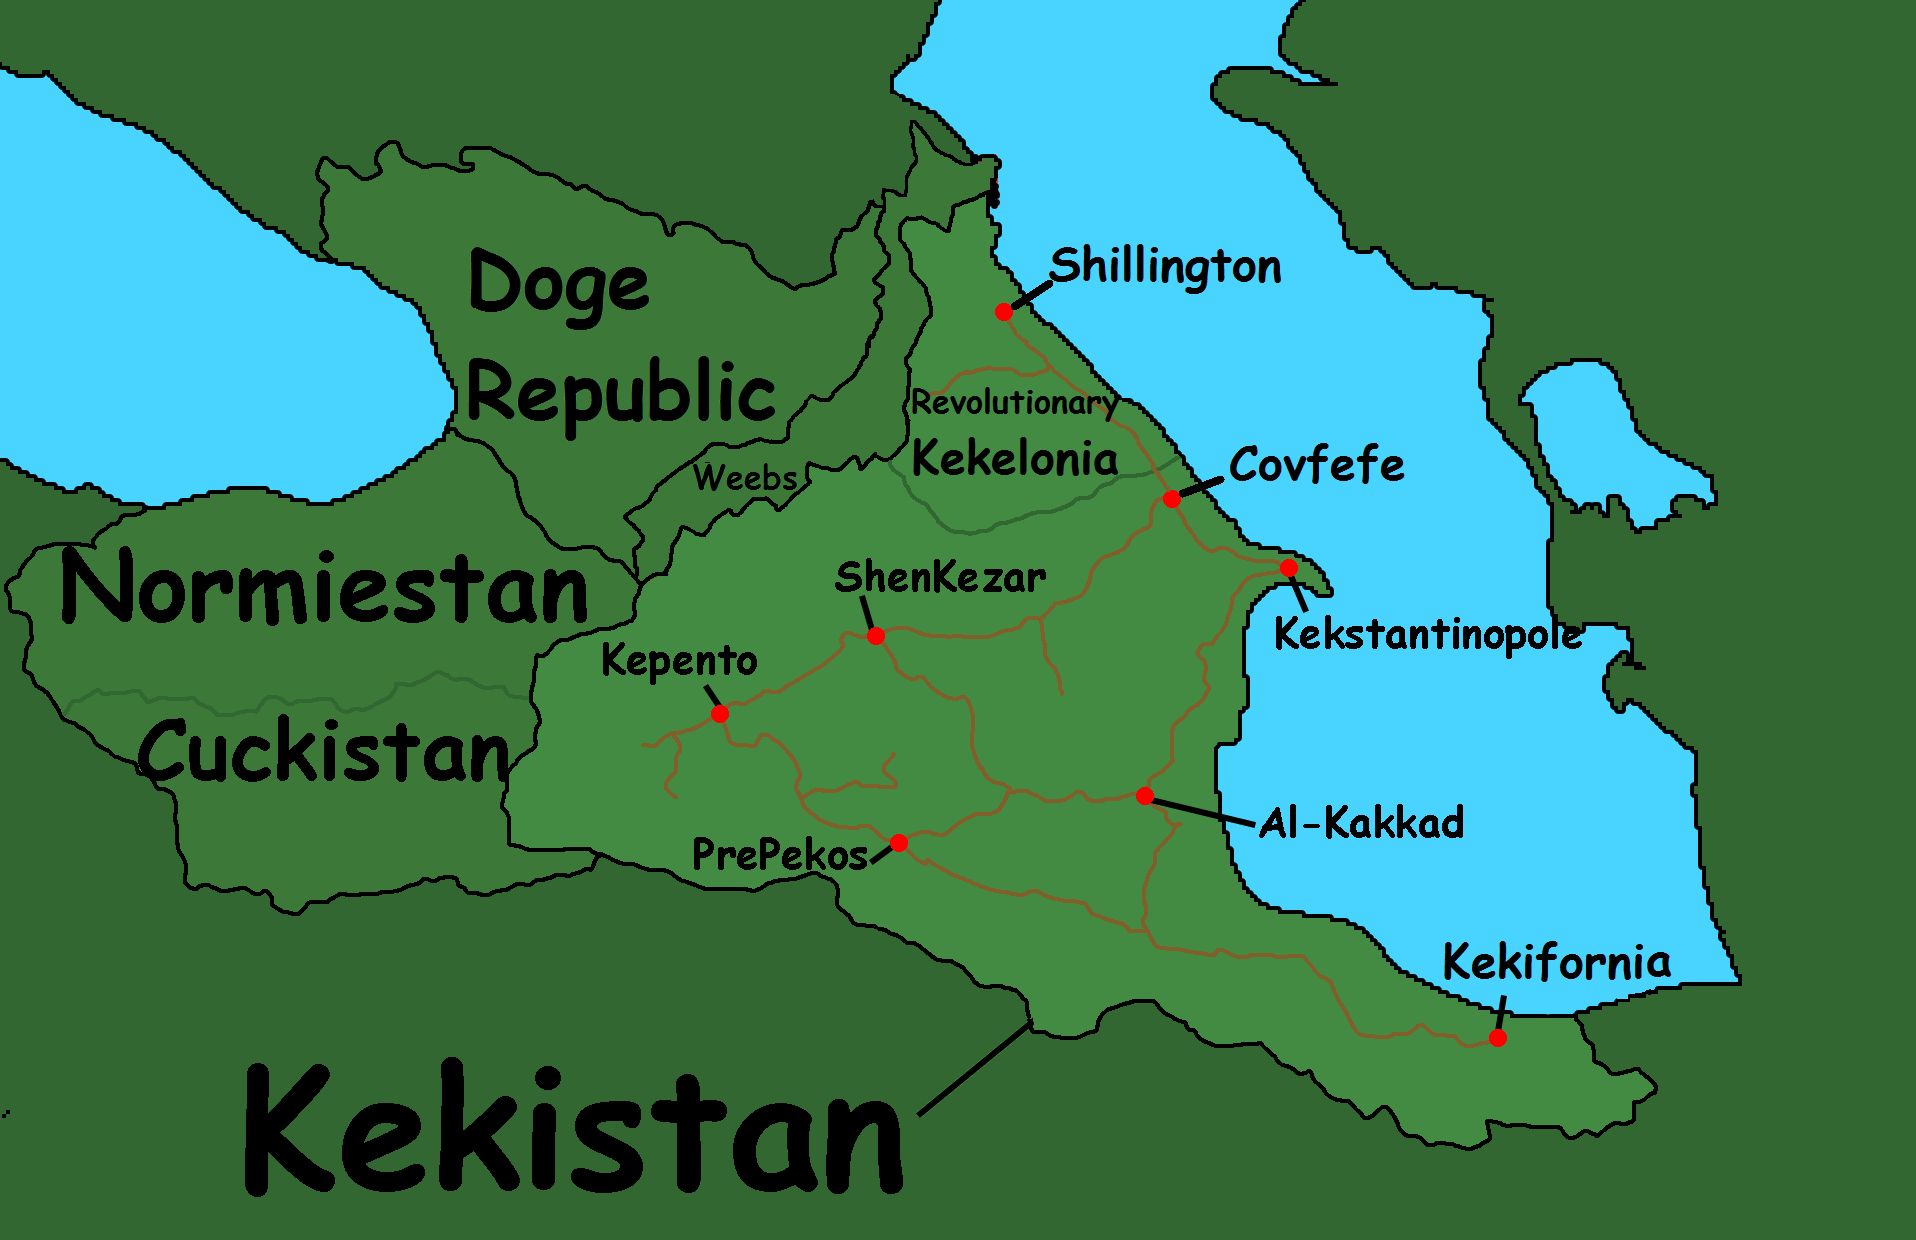 Doge
Republic
Shillington
Revolutionary
Kekelonia
Covfefe
Weebs
Normiestan
ShenKezar
Kekstantinopole
Kepento
Cuckistan
Al-Kakkad
PrePekos
Kekifornia
Kekistan